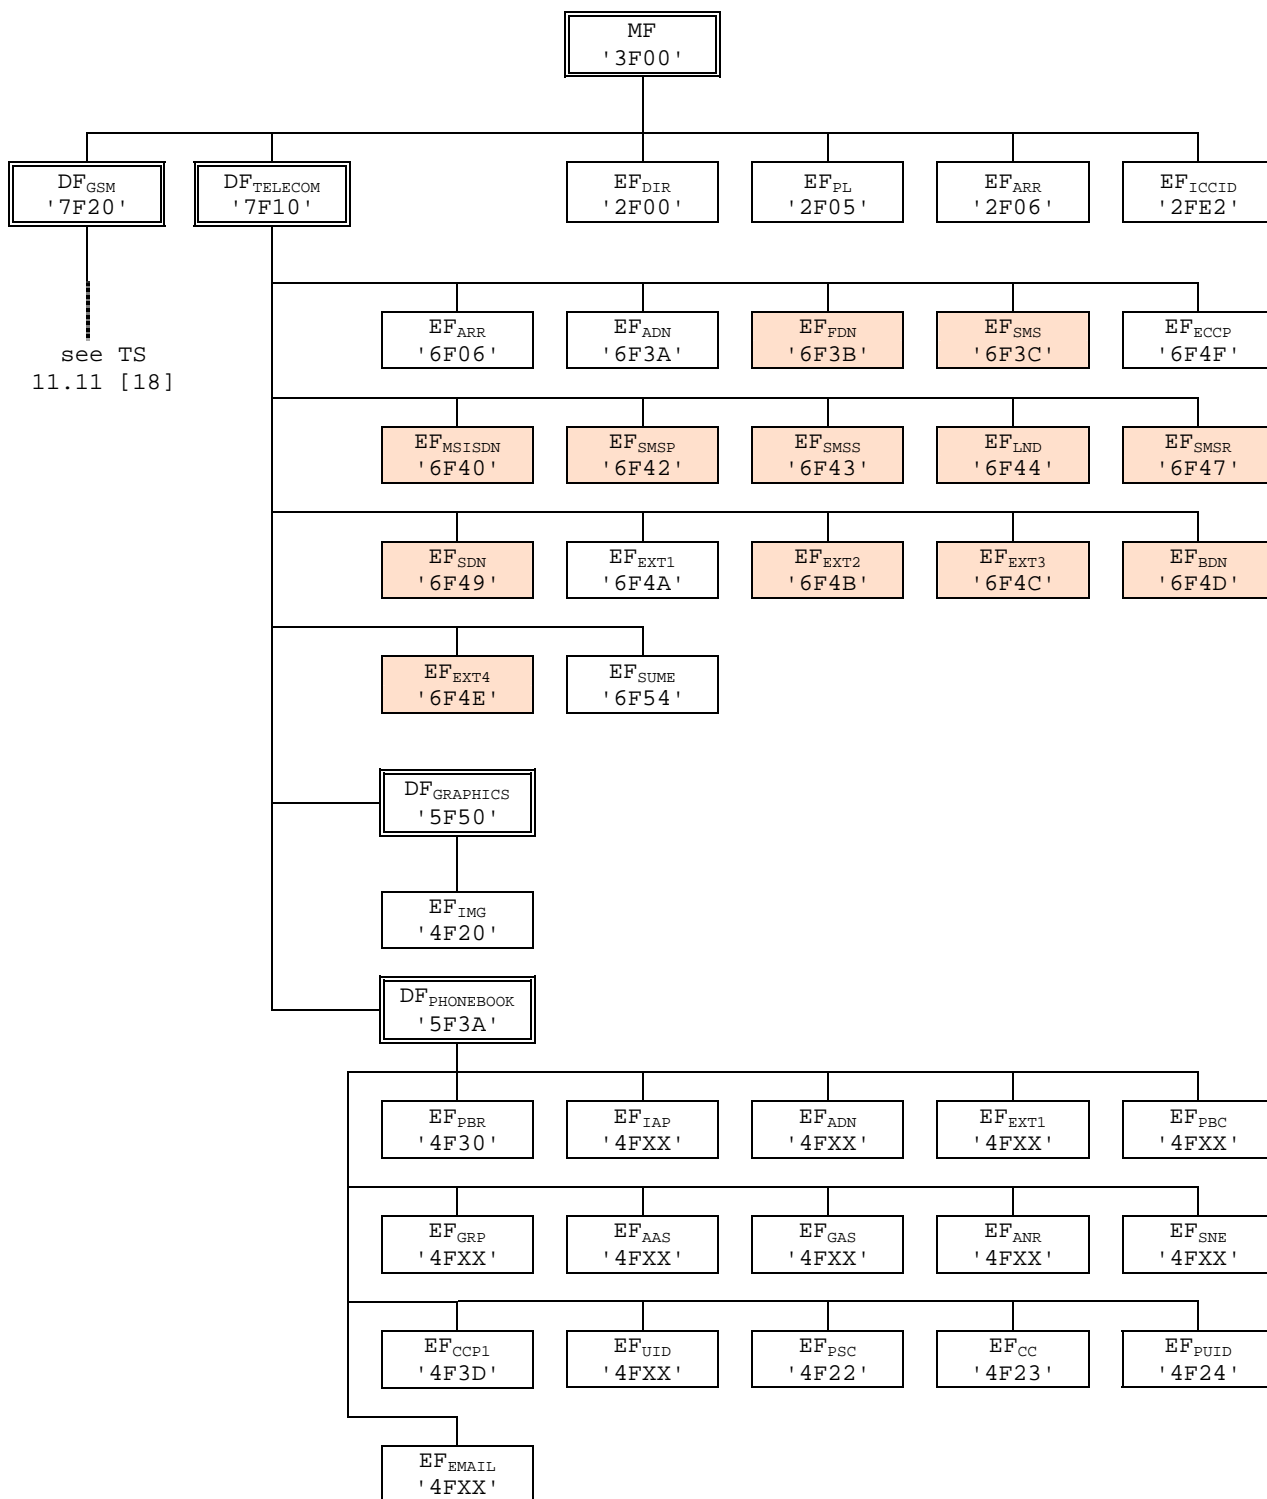 MF
'3F00'
DFGSM
'7F20'
DFTELECOM
'7F10'
EFDIR
'2F00'
EFPL
'2F05'
EFARR
'2F06'
EFICCID
'2FE2'
see TS
11.11 [18]
EFARR
'6F06'
EFADN
'6F3A'
EFFDN
'6F3B'
EFSMS
'6F3C'
EFECCP
'6F4F'
EFMSISDN
'6F40'
EFSMSP
'6F42'
EFSMSS
'6F43'
EFLND
'6F44'
EFSMSR
'6F47'
EFSDN
'6F49'
EFEXT1
'6F4A'
EFEXT2
'6F4B'
EFEXT3
'6F4C'
EFBDN
'6F4D'
EFEXT4
'6F4E'
EFSUME
'6F54'
DFGRAPHICS
'5F50'
EFIMG
'4F20'
DFPHONEBOOK
'5F3A'
EFPBR
'4F30'
EFIAP
'4FXX'
EFADN
'4FXX'
EFEXT1
'4FXX'
EFPBC
'4FXX'
EFGRP
'4FXX'
EFAAS
'4FXX'
EFGAS
'4FXX'
EFANR
'4FXX'
EFSNE
'4FXX'
EFCCP1
'4F3D'
EFUID
'4FXX'
EFPSC
'4F22'
EFCC
'4F23'
EFPUID
'4F24'
EFEMAIL
'4FXX'